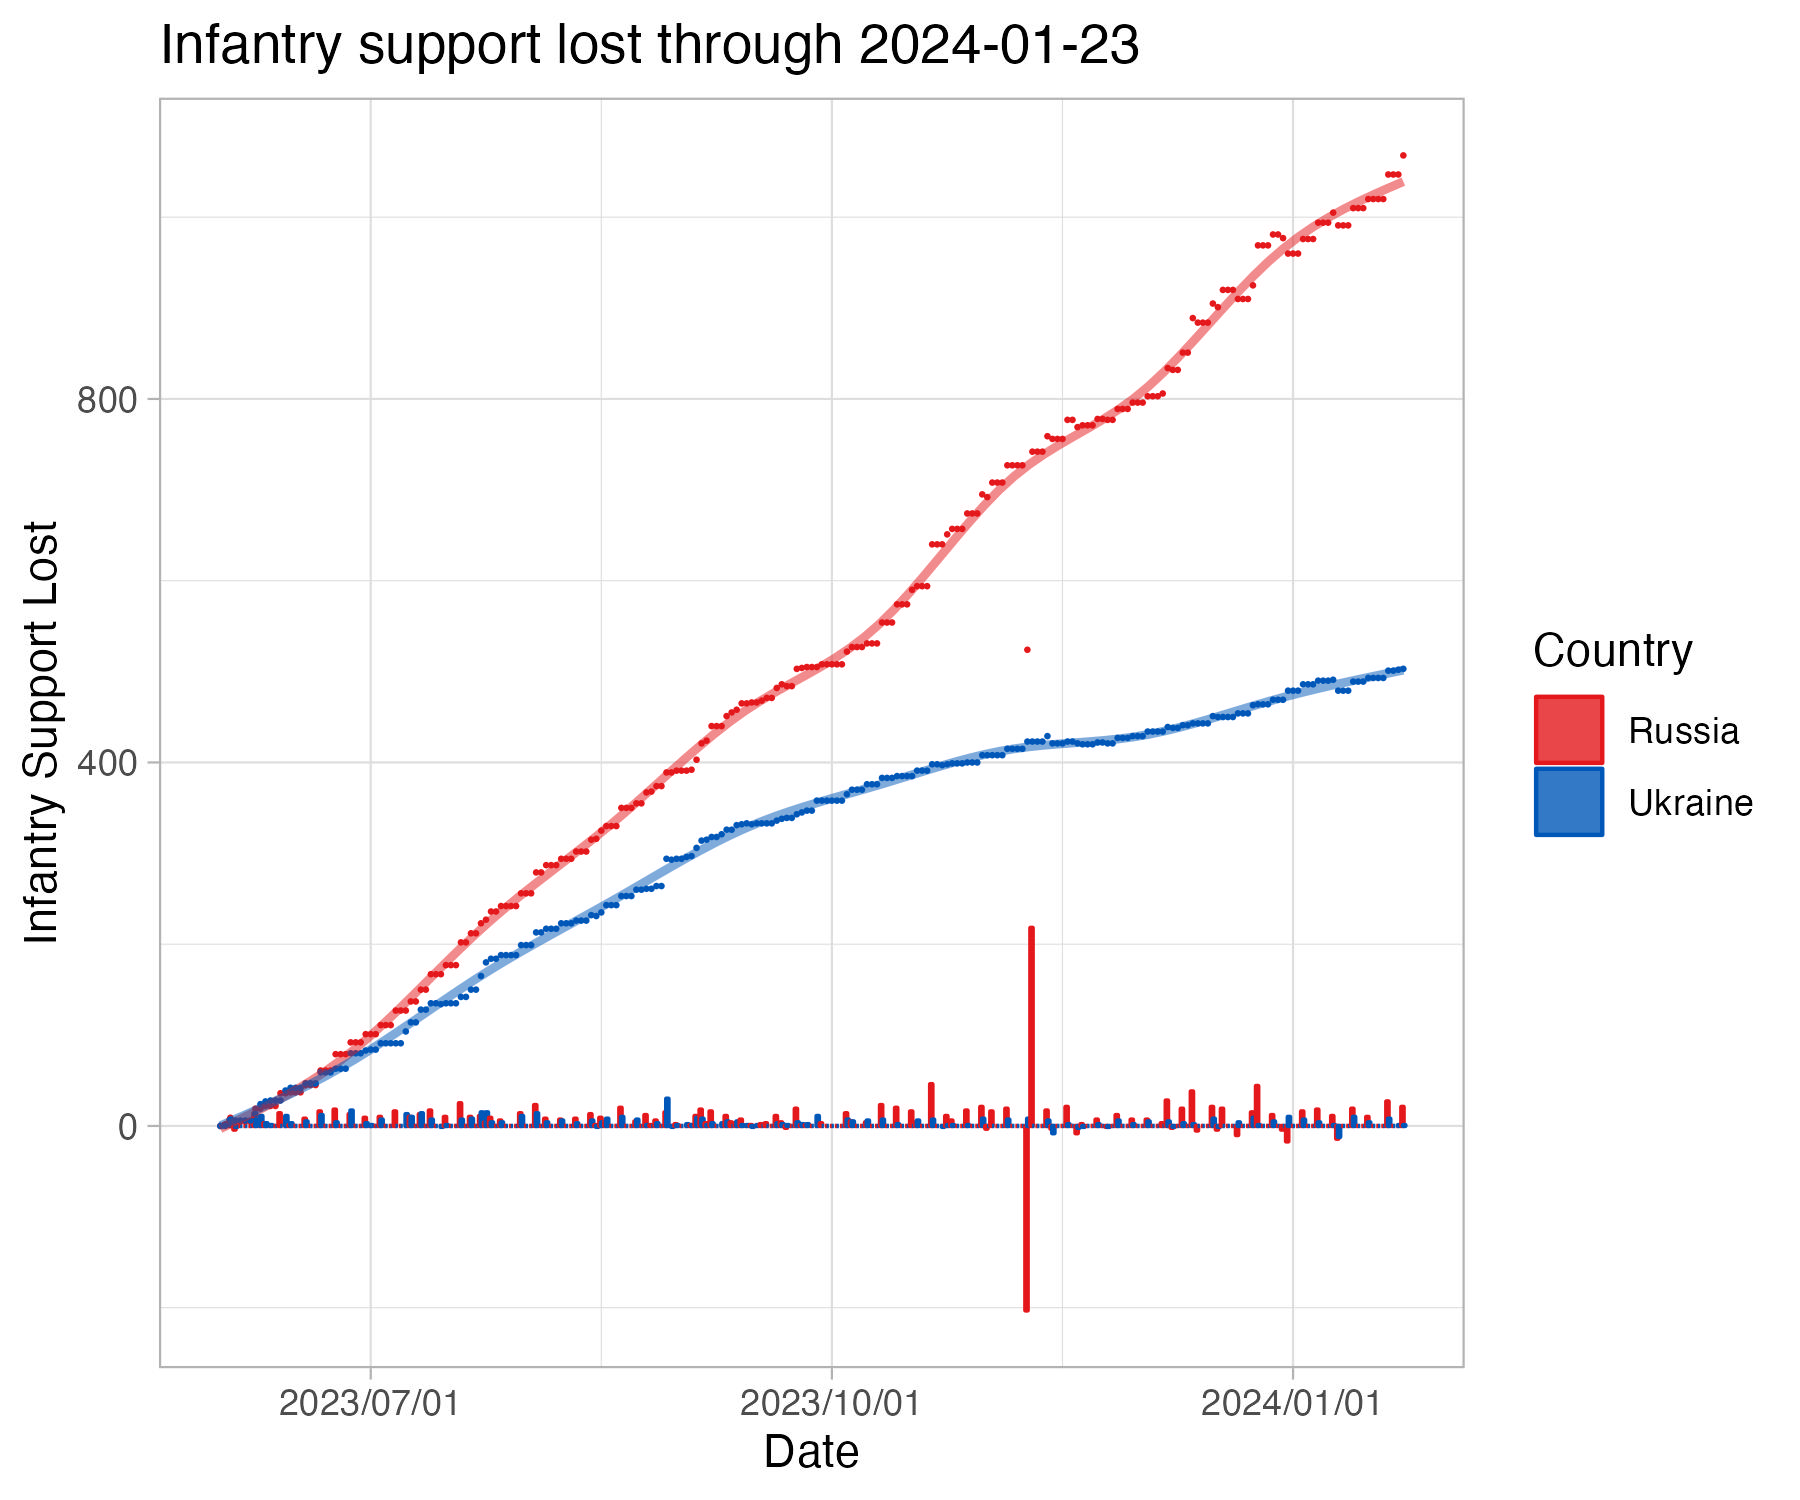 Infantry support lost through 2024-01-23
Infantry Support Lost
800
400
0
2023/07/01
2023/10/01
2024/01/01
Date
Country
Russia
Ukraine